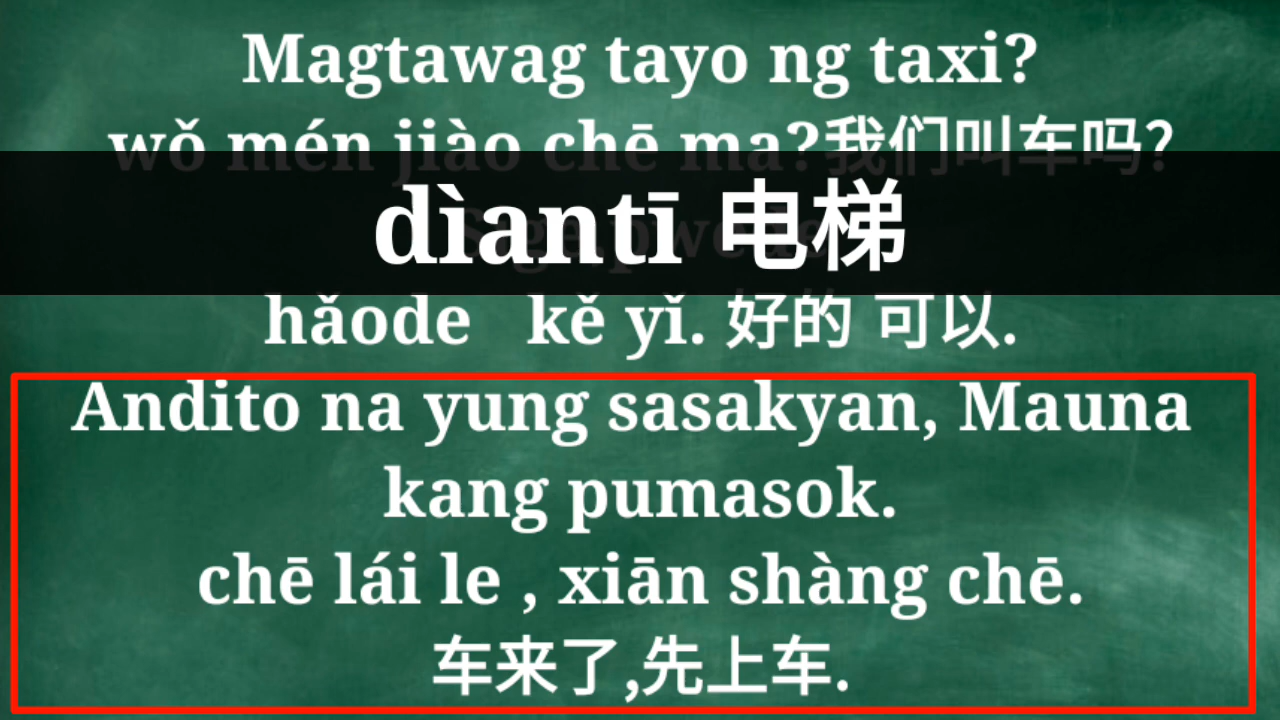 Magtawag tayo ng taxi?
wǒ mén jiào chē ma?我们叫车吗?
dìantī 电梯
hǎode kě yǐ. 好的 可以.
Andito na yung sasakyan, Mauna
kang pumasok.
chē lái le , xiān shàng chē.
车来了,先上车.